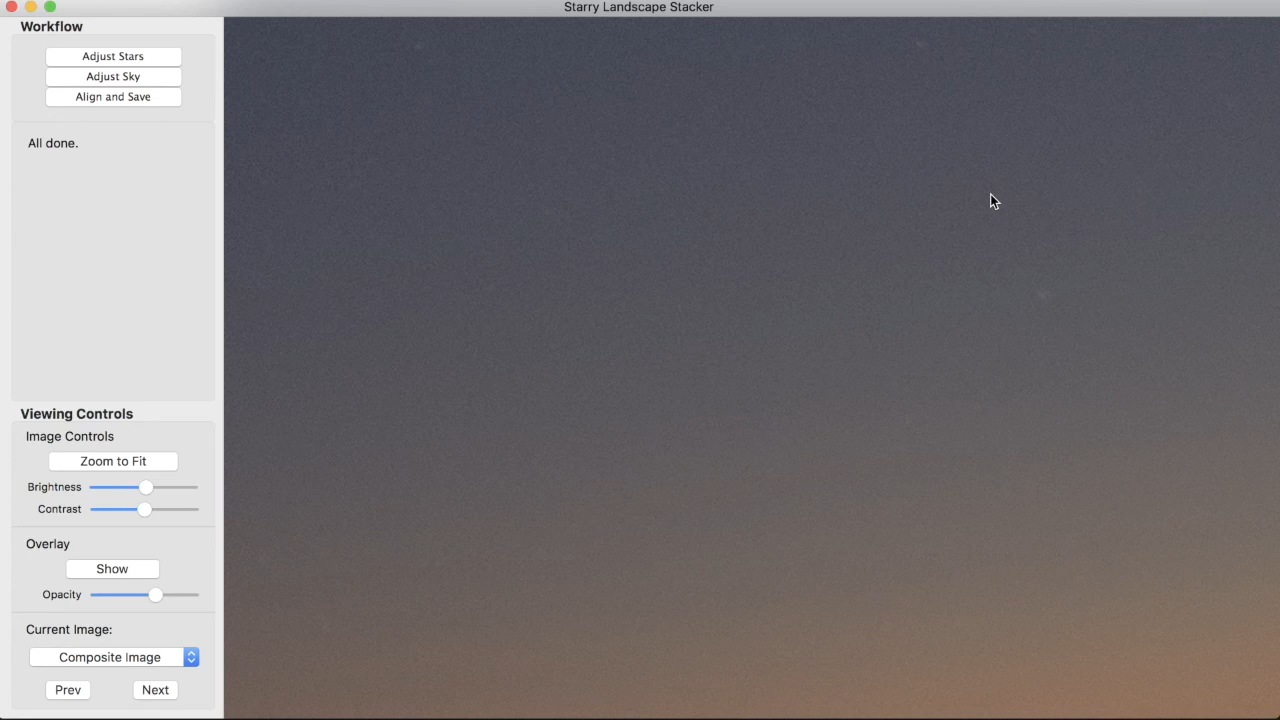 Starry Landscape Stacker
Workflow
Adjust Stars
Adjust Sky
Align and Save
All done.
Viewing Controls
Image Controls
Zoom to Fit
Brightness
Contrast
Overlay
Show
Opacity
Current Image:
Composite Image
Prev Next